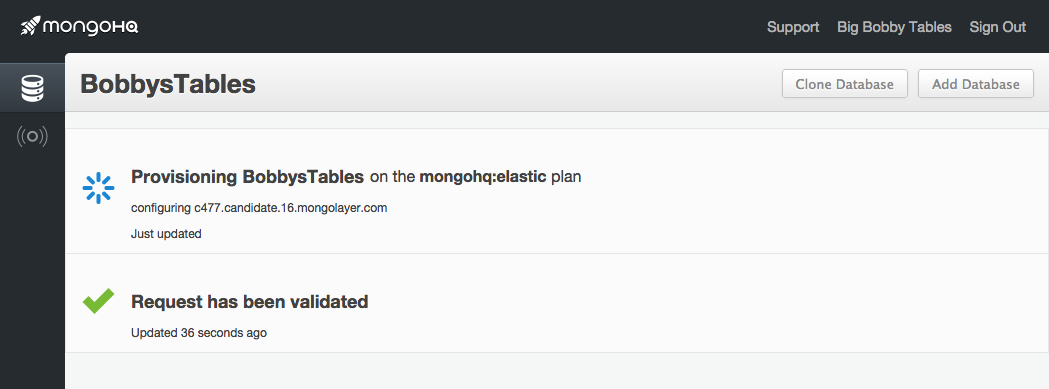 mongoHQ
Support Big Bobby Tables Sign Out
BobbysTables
Clone Database Add Database
Provisioning BobbysTables on the mongohq:elastic plan
configuring c477.candidate.16.mongolayer.com
Just updated
Request has been validated
Updated 36 seconds ago